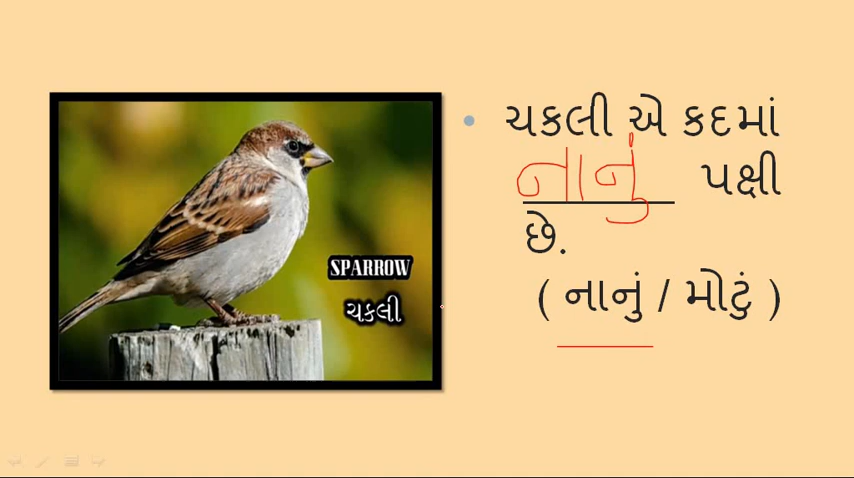 SPARROW
ચકલી
ચકલી એ કદમાં
નાનું પક્ષી
છે.
( નાનું / મોટું )